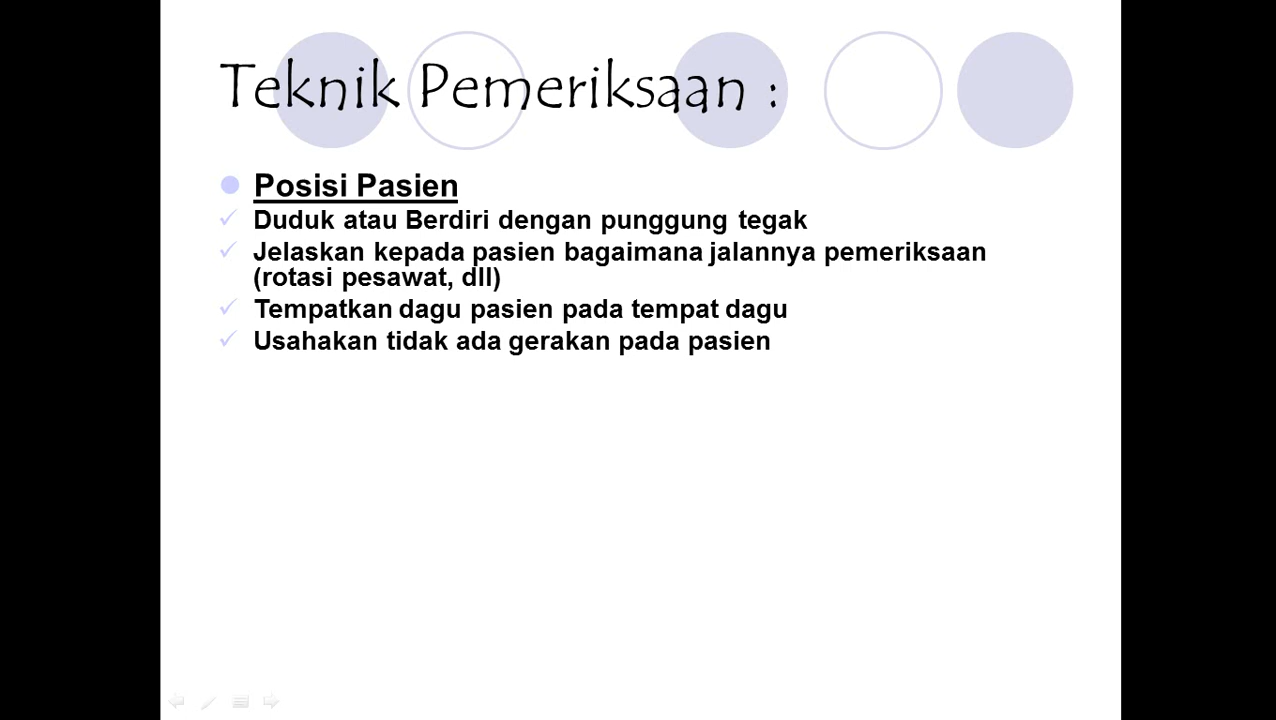 Teknik Pemeriksaan :
Posisi Pasien
Duduk atau Berdiri dengan punggung tegak
Jelaskan kepada pasien bagaimana jalannya pemeriksaan
(rotasi pesawat, dll)
Tempatkan dagu pasien pada tempat dagu
Usahakan tidak ada gerakan pada pasien